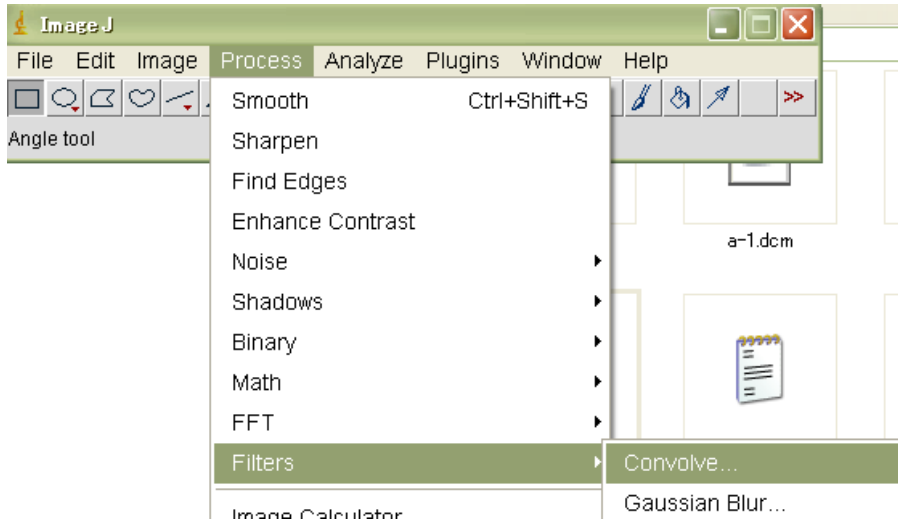 ImageJ
File Edit Image Process Analyze Plugins Window Help
>>
Angle tool
Smooth Ctrl+Shift+S
Sharpen
Find Edges
Enhance Contrast
Noise
Shadows
Binary
Math
FFT
Filters
Convolve...
Gaussian Blur...
Image Calculator
a-1.dcm